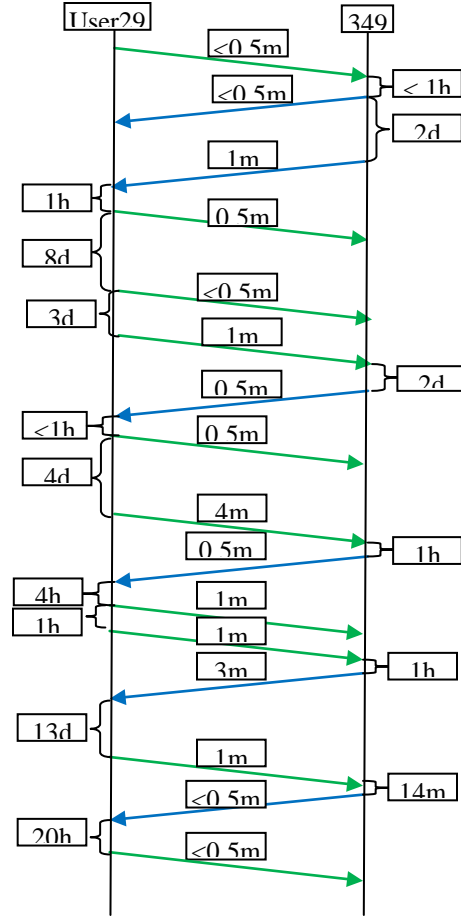 User29 349
<0.5m
<0.5m < 1h
2d
1m
1h
0.5m
8d
<0.5m
3d
1m
0.5m 2d
<1h 0.5m
4d
4m
0.5m 1h
4h 1m
1h 1m
3m 1h
13d
1m
<0.5m 14m
20h <0.5m